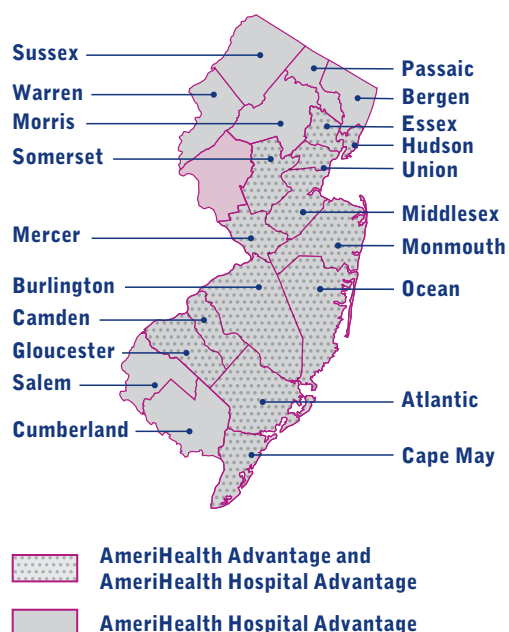 Sussex
Warren
Morris
Somerset
Mercer
Burlington
Camden
Gloucester
Salem
Cumberland
Passaic
Bergen
Essex
Hudson
Union
Middlesex
Monmouth
Ocean
Atlantic
Cape May
AmeriHealth Advantage and
AmeriHealth Hospital Advantage
AmeriHealth Hospital Advantage